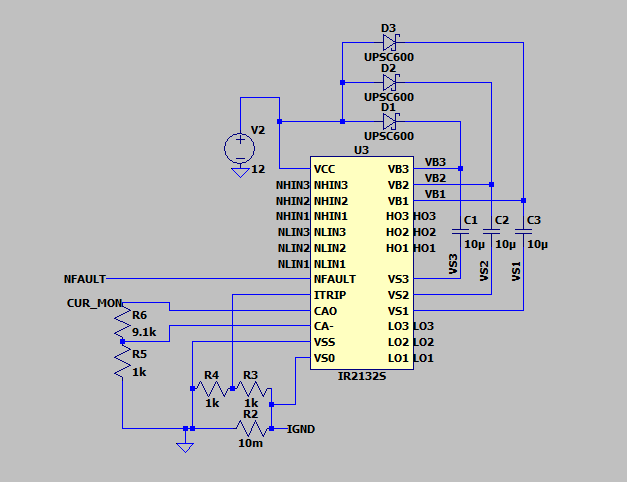 D3
UPSC600
D2
UPSC600
D1
UPSC600
V2
12
U3
VCC VB3 VB3
NHIN3 NHIN3 VB2 VB2
NHIN2 NHIN2 VB1 VB1
NHIN1 NHIN1 HO3 HO3
NLIN3 NLIN3 HO2 HO2
NLIN2 NLIN2 HO1 HO1
NLIN1 NLIN1
C1 C2 C3
10µ 10µ 10µ
VS3 VS2 VS1
NFAULT NFAULT VS3
ITRIP VS2
CUR_MON CAO VS1
R6 CA- LO3 LO3
9.1k VSS LO2 LO2
R5 VS0 LO1 LO1
1k
IR2132S
R4 R3
1k 1k
R2
10m
IGND